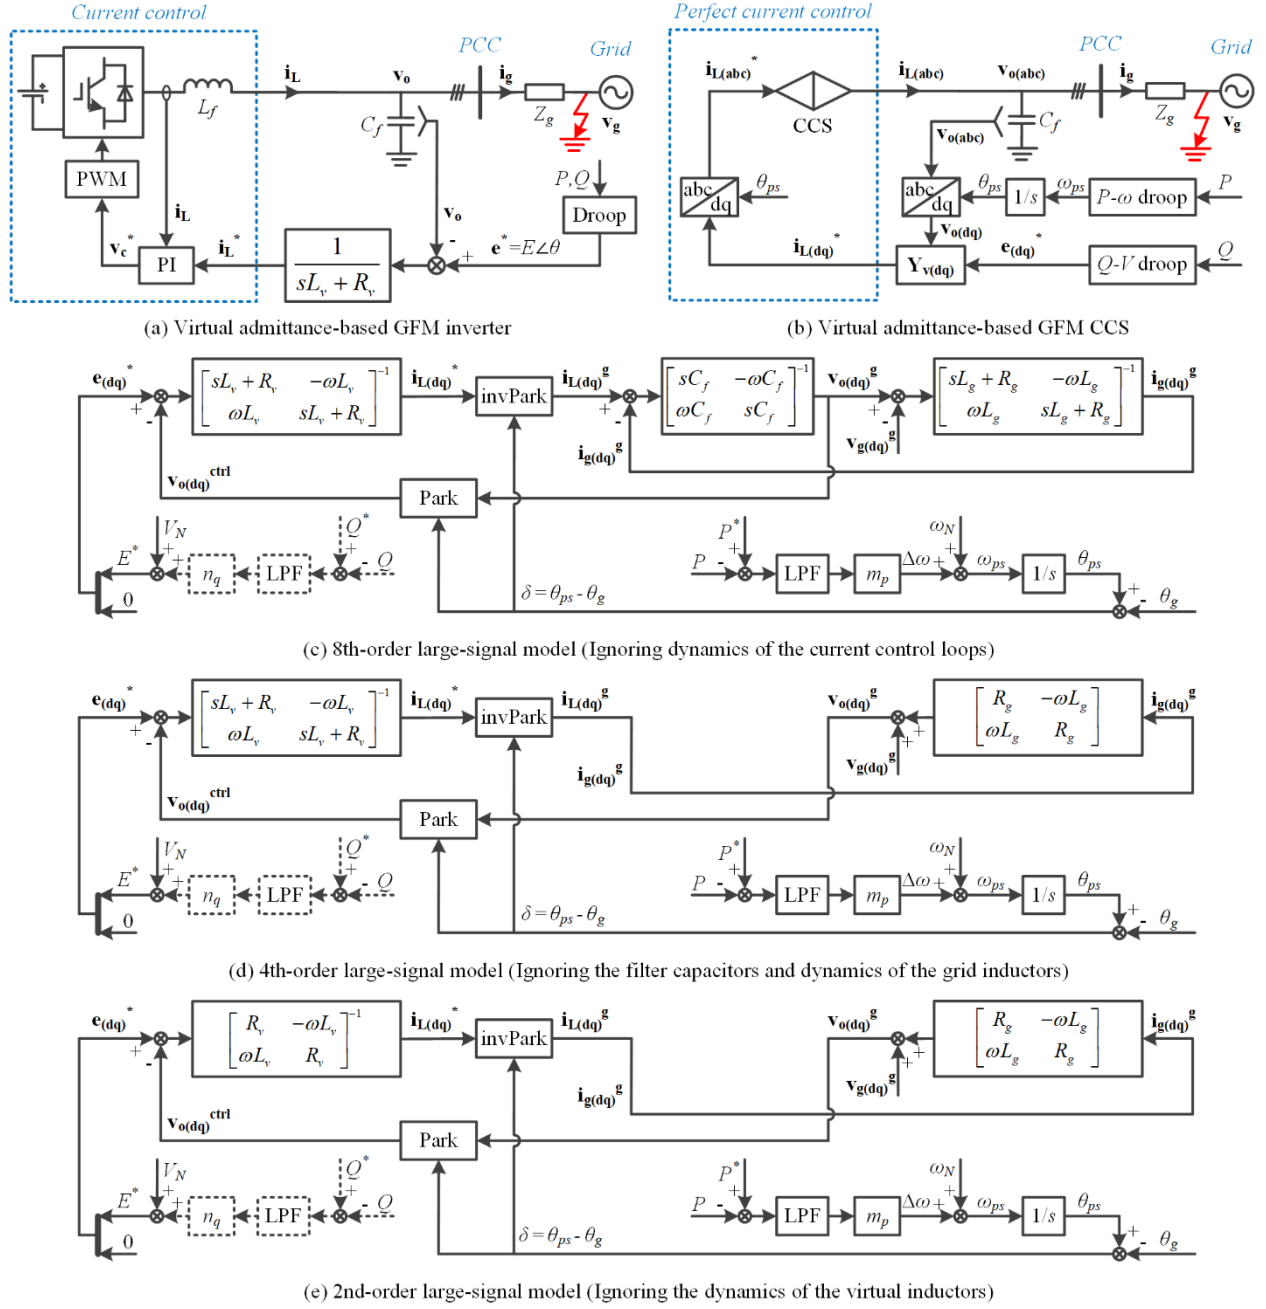 Current control
PCC
Grid
i_L
v_o
i_g
L_f
C_f
Z_g
v_g
PWM
i_L
v_o
P,Q
Droop
v_c^*
PI
i_L^*
1
sL_v + R_v
-
+
e^*=E∠θ
(a) Virtual admittance-based GFM inverter
Perfect current control
PCC
Grid
i_L(abc)^*
i_L(abc)
v_o(abc)
i_g
CCS
C_f
Z_g
v_g
v_o(abc)
abc
dq
θ_ps
abc
dq
θ_ps
1/s
ω_ps
P-ω droop
P
v_o(dq)
i_L(dq)^*
Y_v(dq)
e_(dq)^*
Q-V droop
Q
(b) Virtual admittance-based GFM CCS
e_(dq)^*
+
-
sL_v + R_v -ωL_v
ωL_v sL_v + R_v
-1
i_L(dq)^*
invPark
i_L(dq)^g
+
-
i_g(dq)^g
sC_f -ωC_f
ωC_f sC_f
-1
v_o(dq)^g
+
-
v_g(dq)^g
sL_g + R_g -ωL_g
ωL_g sL_g + R_g
-1
i_g(dq)^g
v_o(dq)^ctrl
Park
E^*
0
V_N
+
+
n_q
LPF
Q^*
+
- Q
P^*
+
P -
LPF
m_p
Δω +
ω_N
+
ω_ps
1/s
θ_ps
+
- θ_g
δ = θ_ps - θ_g
(c) 8th-order large-signal model (Ignoring dynamics of the current control loops)
e_(dq)^*
+
-
sL_v + R_v -ωL_v
ωL_v sL_v + R_v
-1
i_L(dq)^*
invPark
i_L(dq)^g
i_g(dq)^g
v_o(dq)^g
+
+
v_g(dq)^g
R_g -ωL_g
ωL_g R_g
i_g(dq)^g
v_o(dq)^ctrl
Park
E^*
0
V_N
+
+
n_q
LPF
Q^*
+
- Q
P^*
+
P -
LPF
m_p
Δω +
ω_N
+
ω_ps
1/s
θ_ps
+
- θ_g
δ = θ_ps - θ_g
(d) 4th-order large-signal model (Ignoring the filter capacitors and dynamics of the grid inductors)
e_(dq)^*
+
-
R_v -ωL_v
ωL_v R_v
-1
i_L(dq)^*
invPark
i_L(dq)^g
i_g(dq)^g
v_o(dq)^g
+
+
v_g(dq)^g
R_g -ωL_g
ωL_g R_g
i_g(dq)^g
v_o(dq)^ctrl
Park
E^*
0
V_N
+
+
n_q
LPF
Q^*
+
- Q
P^*
+
P -
LPF
m_p
Δω +
ω_N
+
ω_ps
1/s
θ_ps
+
- θ_g
δ = θ_ps - θ_g
(e) 2nd-order large-signal model (Ignoring the dynamics of the virtual inductors)